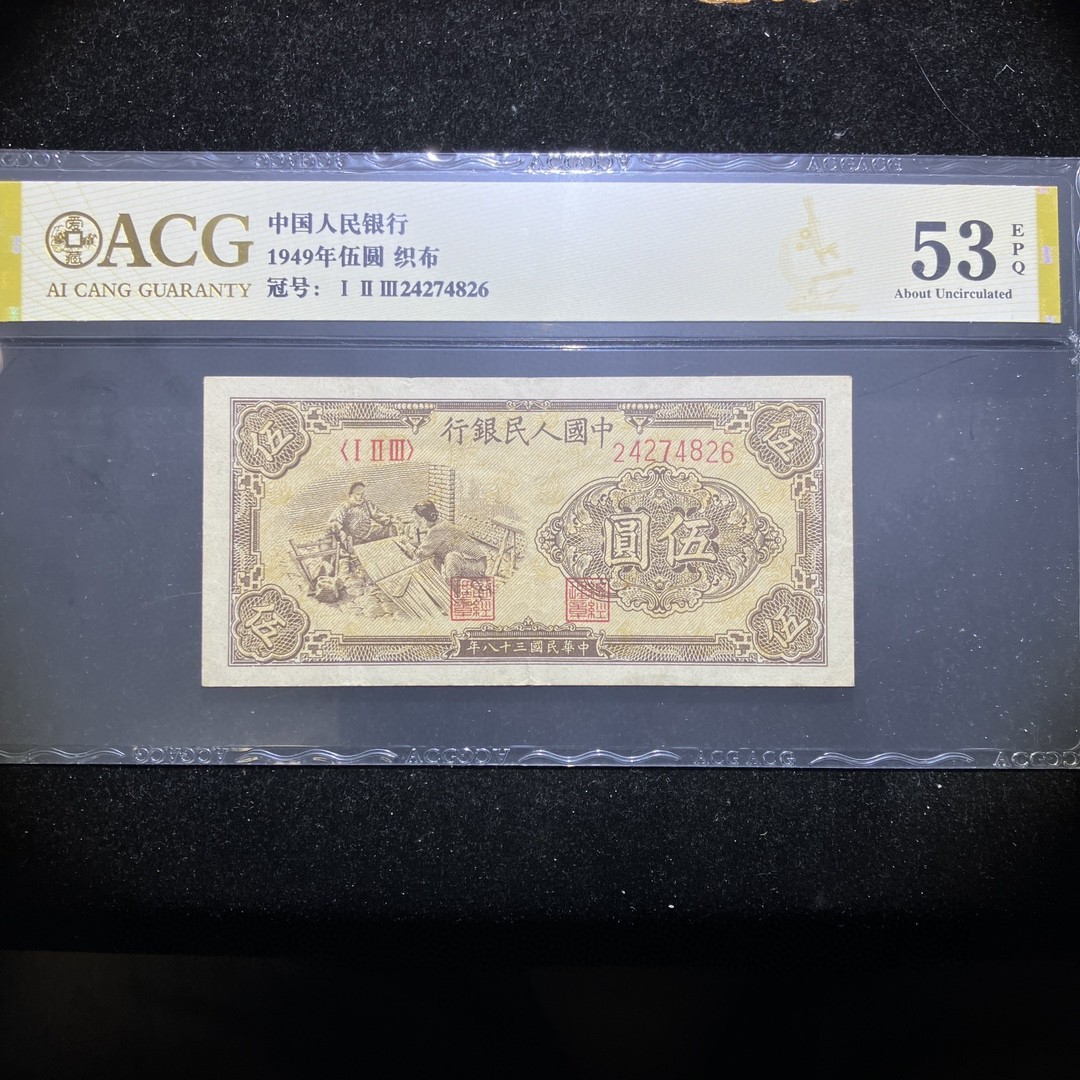 ACGACG
ACG
AI CANG GUARANTY
中国人民银行
1949年伍圆 织布
冠号：Ⅰ Ⅱ Ⅲ24274826
53
EPQ
About Uncirculated
行銀民人國中
〈Ⅰ Ⅱ Ⅲ〉
24274826
伍
伍
圓伍
伍
伍
年八十三國民華中
ACGACG